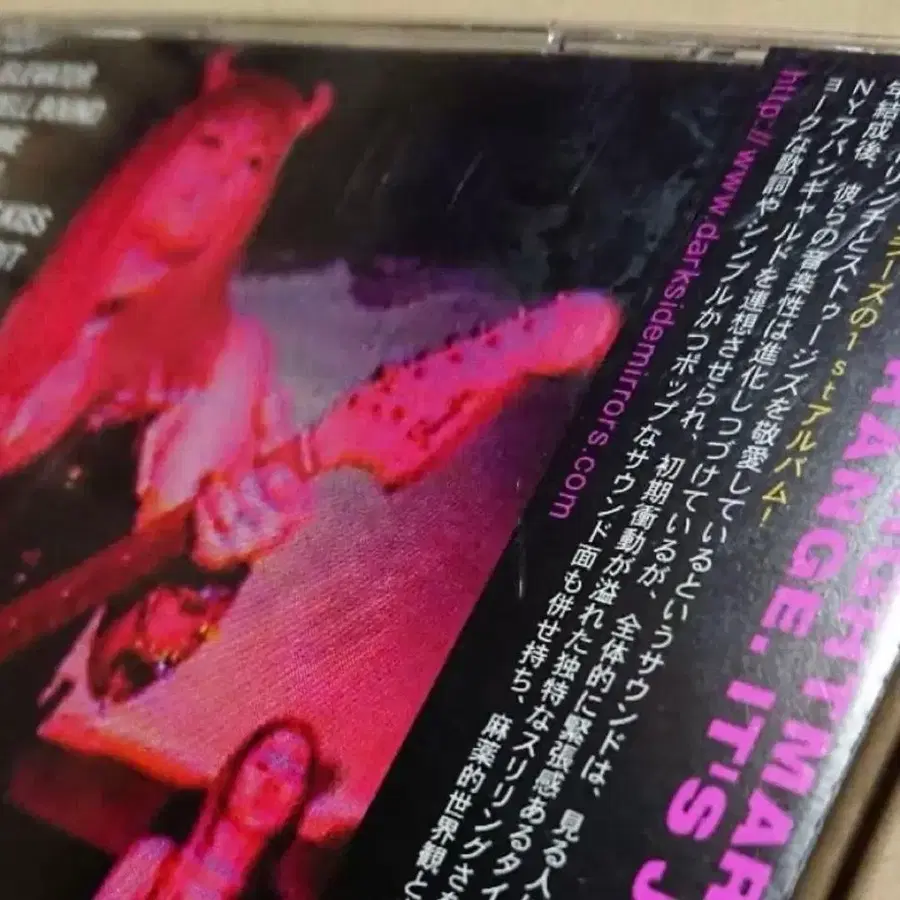 KISS
NIGHTMAR
HANGE. IT'S J
ーズの1stアルバム!
リンチとストゥージズを敬愛しているというサウンドは、見る人
年結成後、彼らの音楽性は進化しつづけているが、全体的に緊張感あるタイ
NYアバンギャルドを連想させられ、初期衝動が溢れた独特なスリリングさ
ヨークな歌詞やシンプルかつポップなサウンド面も併せ持ち、麻薬的世界観と
http://www.darksidemirrors.com